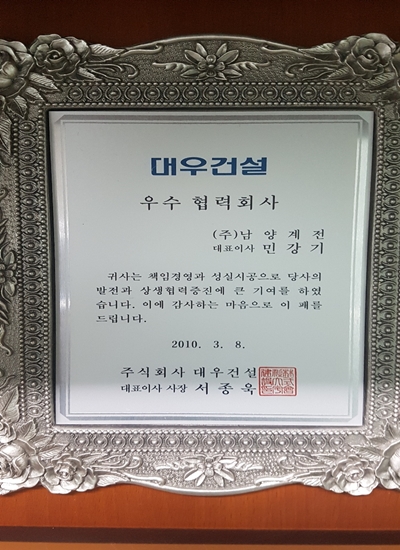 대우건설
우수 협력회사
(주)남 양 계 전
대표이사 민 강 기
귀사는 책임경영과 성실시공으로 당사의
발전과 상생협력증진에 큰 기여를 하였
습니다. 이에 감사하는 마음으로 이 패를
드립니다.
2010. 3. 8.
주식회사 대우건설
대표이사 사장 서 종 욱